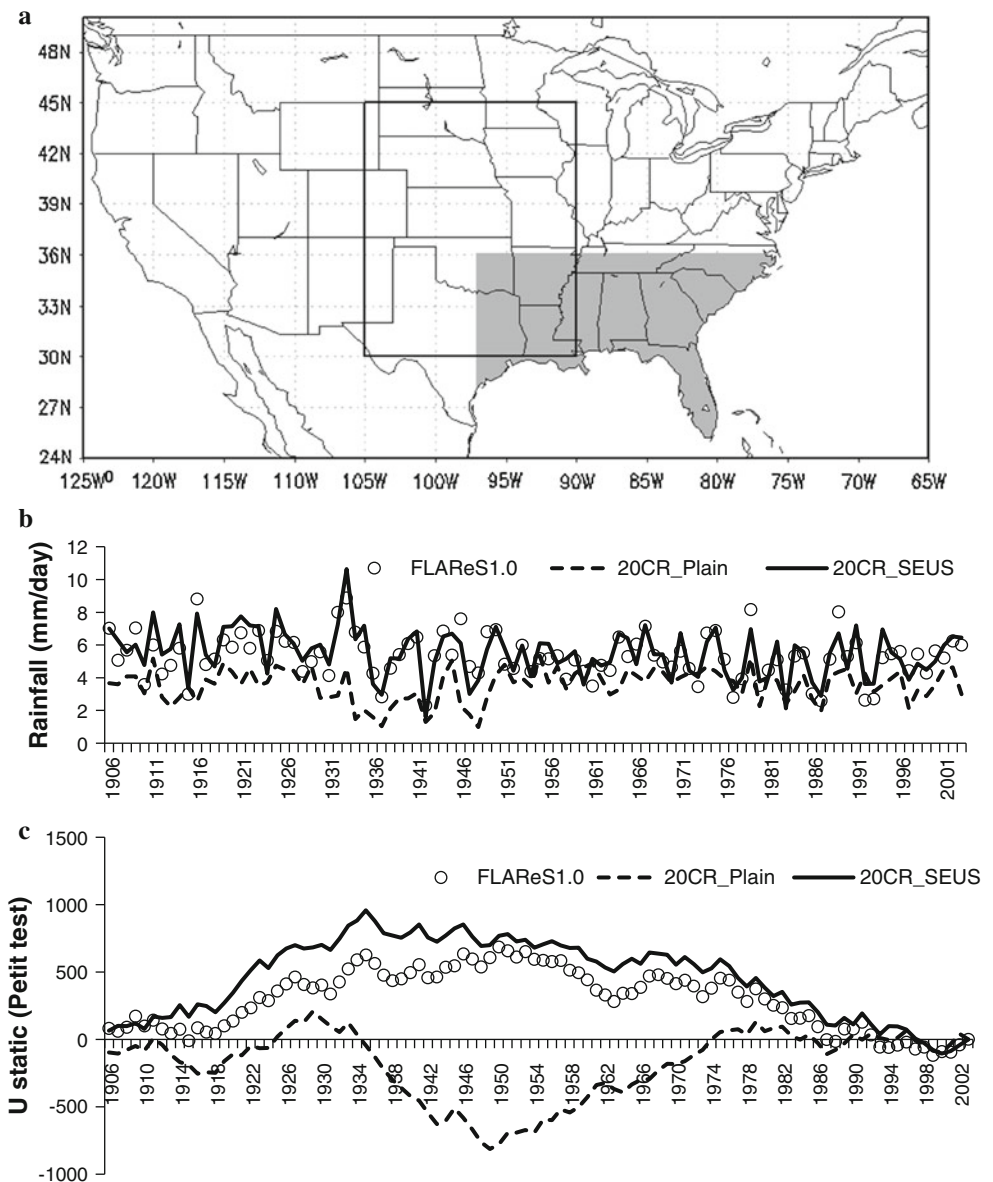 a
48N
45N
42N
39N
36N
33N
30N
27N
24N
125W0 120W 115W 110W 105W 100W 95W 90W 85W 80W 75W 70W 65W
b
Rainfall (mm/day)
12
10
8
6
4
2
0
FLAReS1.0 20CR_Plain 20CR_SEUS
1906 1911 1916 1921 1926 1931 1936 1941 1946 1951 1956 1961 1966 1971 1976 1981 1986 1991 1996 2001
c
U static (Petit test)
1500
1000
500
0
-500
-1000
FLAReS1.0 20CR_Plain 20CR_SEUS
1906 1910 1914 1918 1922 1926 1930 1934 1938 1942 1946 1950 1954 1958 1962 1966 1970 1974 1978 1982 1986 1990 1994 1998 2002